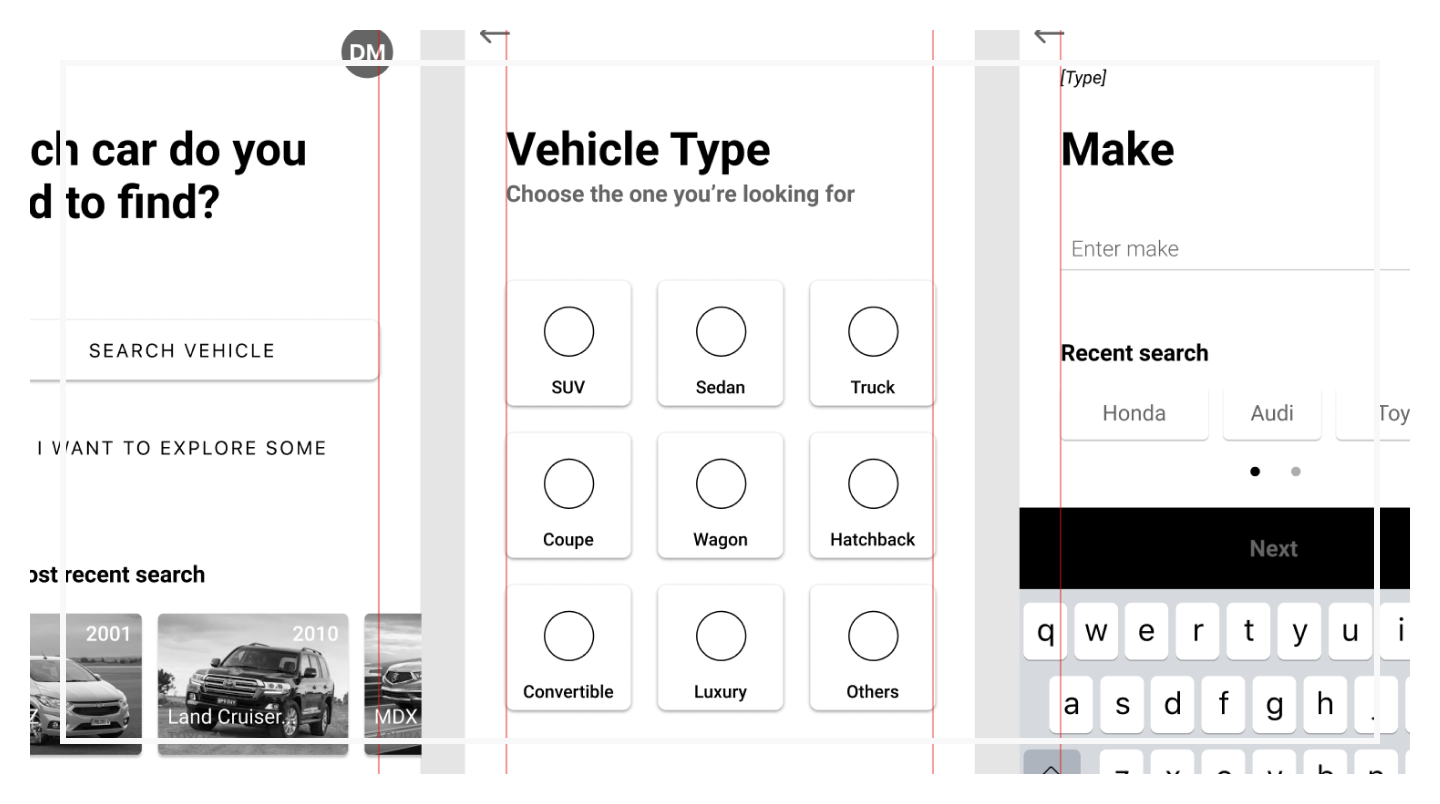 DM
ch car do you
d to find?
SEARCH VEHICLE
I WANT TO EXPLORE SOME
ost recent search
2001
Z
2010
Land Cruiser...
MDX
Vehicle Type
Choose the one you’re looking for
SUV
Sedan
Truck
Coupe
Wagon
Hatchback
Convertible
Luxury
Others
[Type]
Make
Enter make
Recent search
Honda
Audi
Toy
Next
q w e r t y u i
a s d f g h
z x c v b n